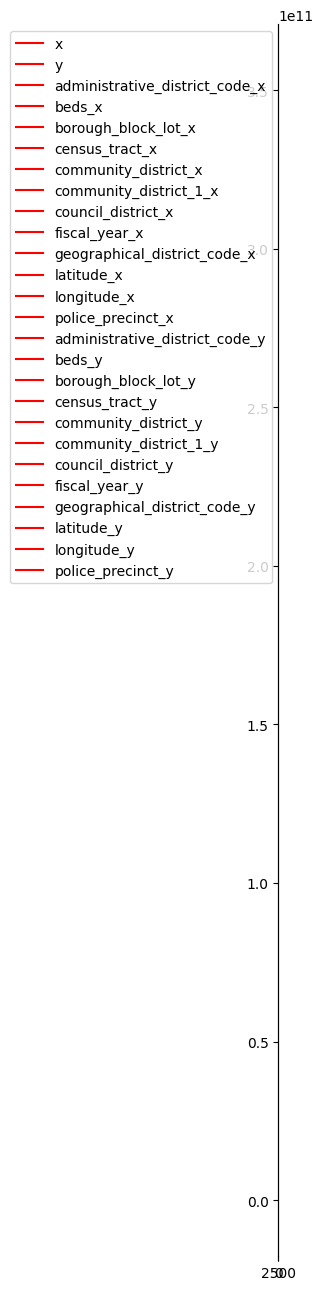 1e11
x
y
administrative_district_code_x
3.5
beds_x
borough_block_lot_x
census_tract_x
community_district_x
community_district_1_x
council_district_x
fiscal_year_x
geographical_district_code_x
3.0
latitude_x
longitude_x
police_precinct_x
administrative_district_code_y
beds_y
borough_block_lot_y
census_tract_y
2.5
community_district_y
community_district_1_y
council_district_y
fiscal_year_y
geographical_district_code_y
latitude_y
longitude_y
police_precinct_y
2.0
1.5
1.0
0.5
0.0